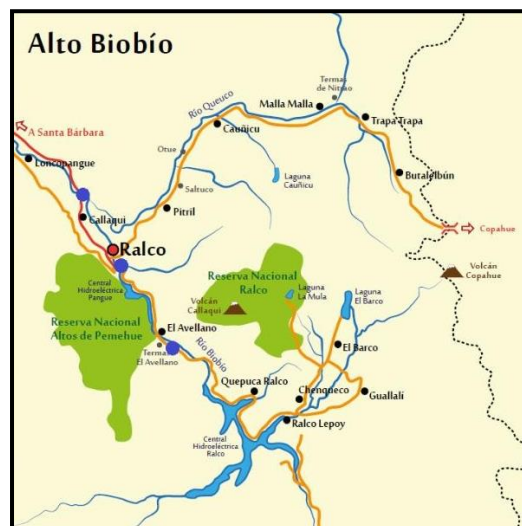 Alto Biobío
Termas
de Nitrao
Río Queuco
Malla Malla
Trapa Trapa
A Santa Bárbara
Cauñicu
Loncopangue
Otue
Butalelbún
Laguna
Cauñicu
Saltuco
Callaqui
Pitril
Copahue
Ralco
Volcán
Copahue
Central
Hidroeléctrica
Pangue
Reserva Nacional
Ralco
Laguna
La Mula
Laguna
El Barco
Volcán
Callaqui
Reserva Nacional
Altos de Pemehue
El Avellano
Termas
El Avellano
Río Biobío
El Barco
Quepuca Ralco
Chenqueco
Guallalí
Ralco Lepoy
Central
Hidroeléctrica
Ralco